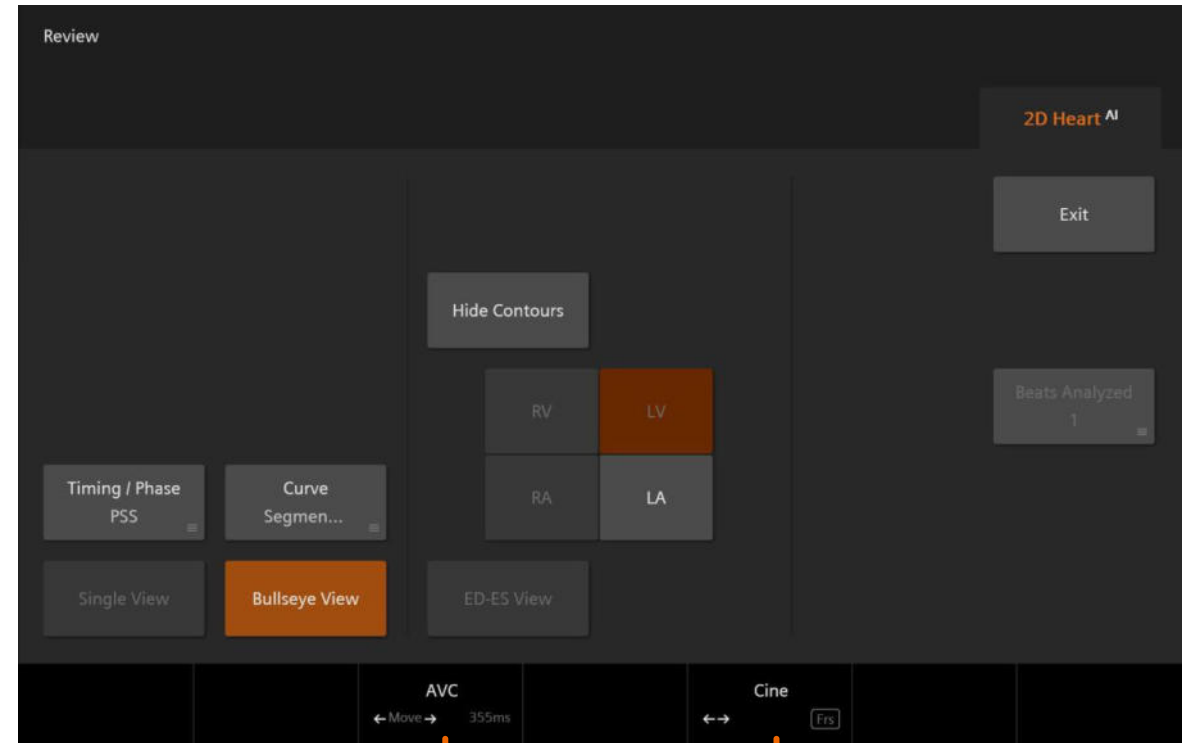 Review
2D Heart AI
Exit
Hide Contours
RV
LV
Beats Analyzed
1
Timing / Phase
PSS
Curve
Segmen...
RA
LA
Single View
Bullseye View
ED-ES View
AVC
←Move→ 355ms
Cine
←→ Frs